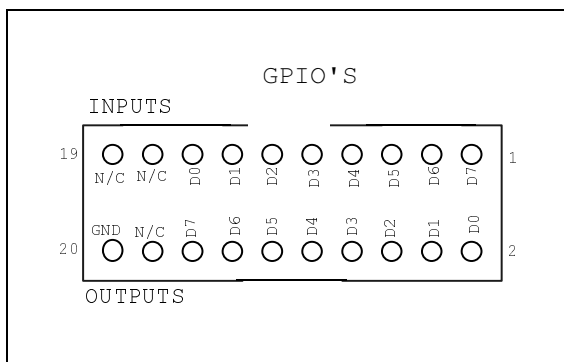 GPIO'S
INPUTS
19 1
N/C N/C D0 D1 D2 D3 D4 D5 D6 D7
GND N/C D7 D6 D5 D4 D3 D2 D1 D0
20 2
OUTPUTS